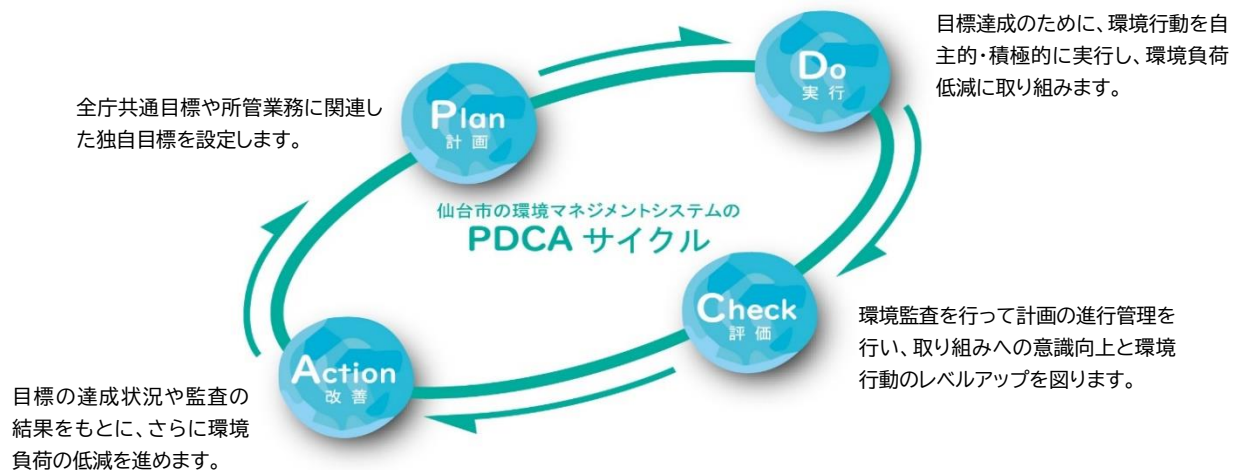 全庁共通目標や所管業務に関連し
た独自目標を設定します。
Plan
計画
Do
実行
目標達成のために、環境行動を自
主的・積極的に実行し、環境負荷
低減に取り組みます。
仙台市の環境マネジメントシステムの
PDCA サイクル
Check
評価
環境監査を行って計画の進行管理を
行い、取り組みへの意識向上と環境
行動のレベルアップを図ります。
Action
改善
目標の達成状況や監査の
結果をもとに、さらに環境
負荷の低減を進めます。